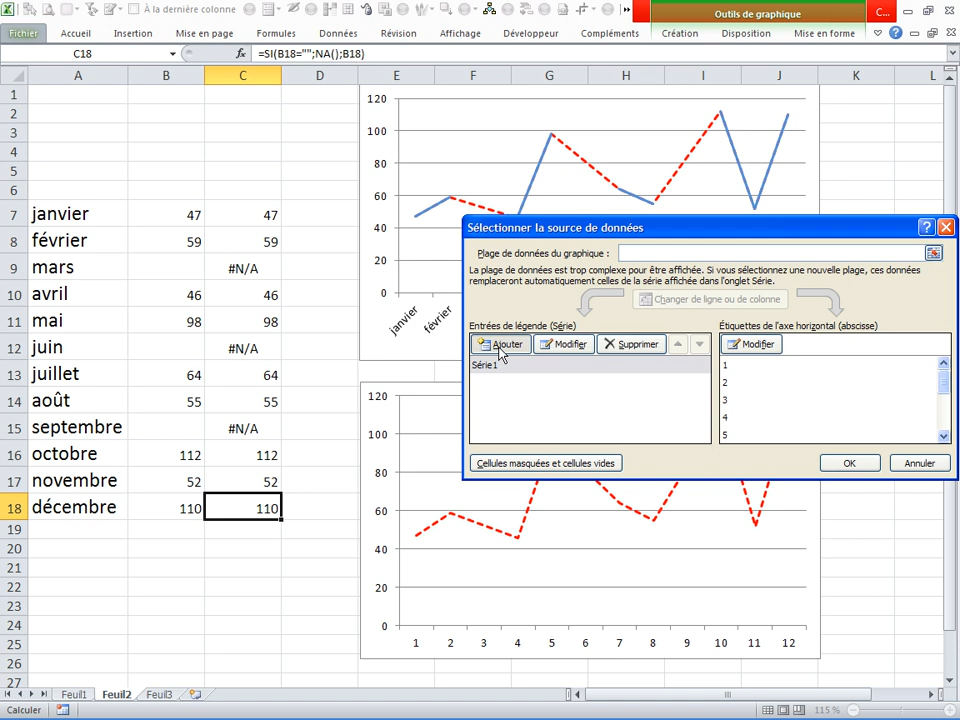 À la dernière colonne
Outils de graphique
C...
Fichier Accueil Insertion Mise en page Formules Données Révision Affichage Développeur Compléments Création Disposition Mise en forme
C18 fx =SI(B18="";NA();B18)
A B C D E F G H I J K L
1
2
3
4
5
6
7 janvier 47 47
8 février 59 59
9 mars #N/A
10 avril 46 46
11 mai 98 98
12 juin #N/A
13 juillet 64 64
14 août 55 55
15 septembre #N/A
16 octobre 112 112
17 novembre 52 52
18 décembre 110 110
19
20
21
22
23
24
25
26
27
120
100
80
60
40
20
0
janvier février
Sélectionner la source de données
Plage de données du graphique :
La plage de données est trop complexe pour être affichée. Si vous sélectionnez une nouvelle plage, ces données
remplaceront automatiquement celles de la série affichée dans l'onglet Série.
Changer de ligne ou de colonne
Entrées de légende (Série) Étiquettes de l'axe horizontal (abscisse)
Ajouter Modifier Supprimer Modifier
Série1
1
2
3
4
5
Cellules masquées et cellules vides OK Annuler
120
100
80
60
40
20
0
1 2 3 4 5 6 7 8 9 10 11 12
Feuil1 Feuil2 Feuil3
Calculer 115 %